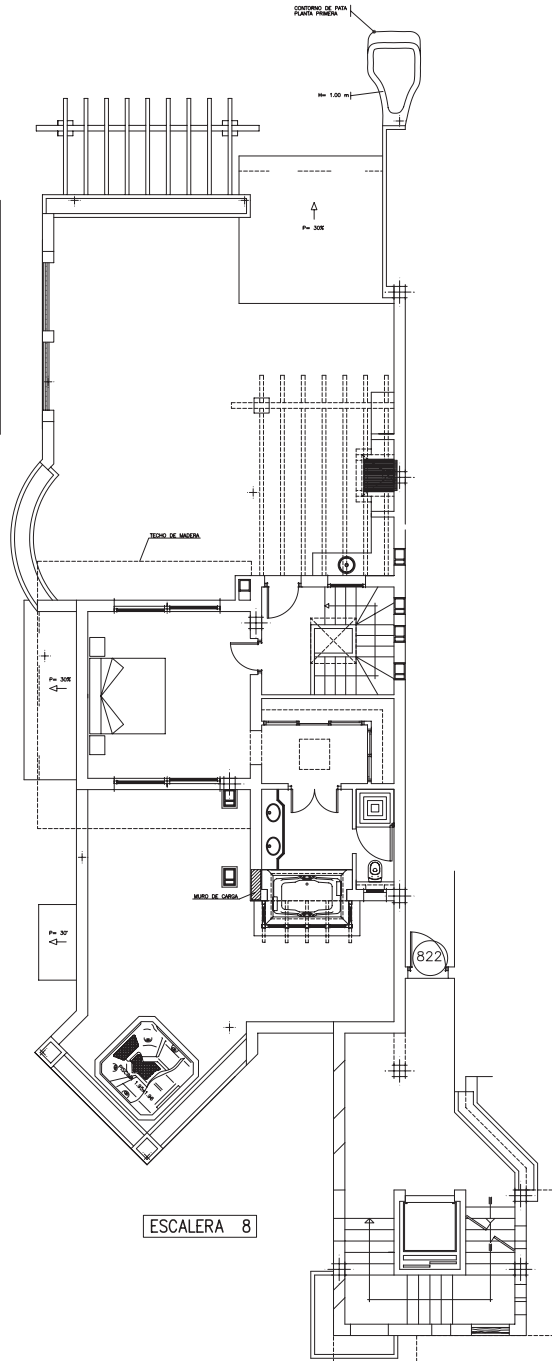 CONTORNO DE PATA
PLANTA PRIMERA
H= 1.00 m
P= 30%
TECHO DE MADERA
P= 30%
MURO DE CARGA
P= 30'
822
ESCALERA 8